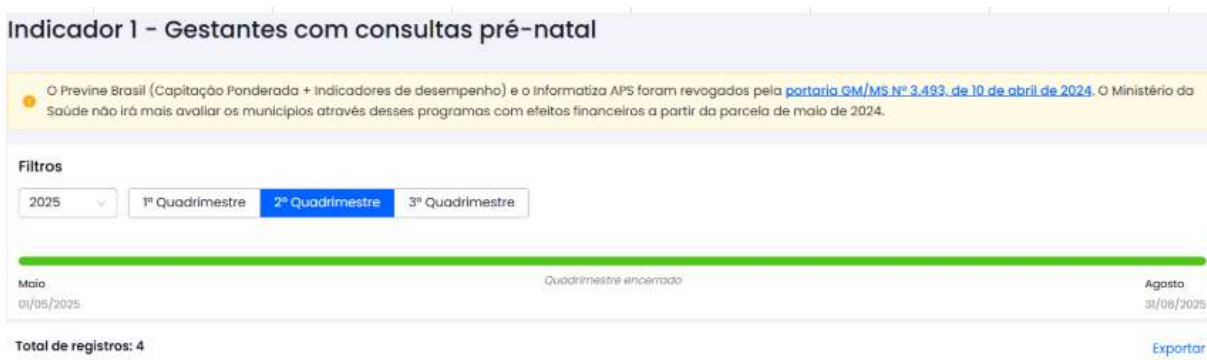 Indicador 1 - Gestantes com consultas pré-natal
O Previne Brasil (Capitação Ponderada + Indicadores de desempenho) e o Informatiza APS foram revogados pela portaria GM/MS Nº 3.493, de 10 de abril de 2024. O Ministério da
Saúde não irá mais avaliar os municípios através desses programas com efeitos financeiros a partir da parcela de maio de 2024.
Filtros
2025 1º Quadrimestre 2º Quadrimestre 3º Quadrimestre
Maio Quadrimestre encerrado Agosto
01/05/2025 31/08/2025
Total de registros: 4 Exportar